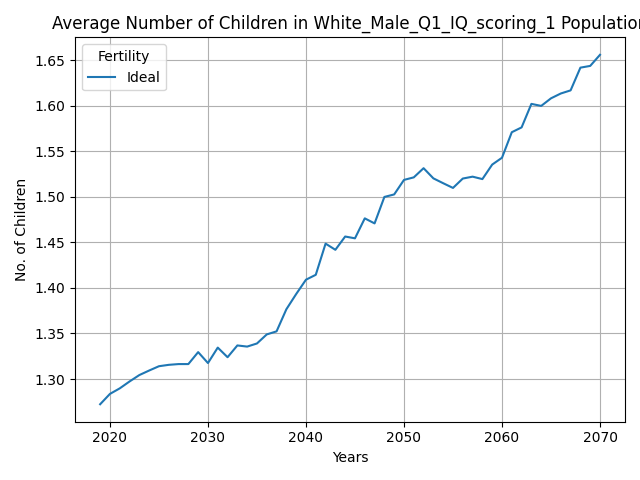 Average Number of Children in White_Male_Q1_IQ_scoring_1 Population
Fertility
Ideal
No. of Children
1.65
1.60
1.55
1.50
1.45
1.40
1.35
1.30
2020 2030 2040 2050 2060 2070
Years